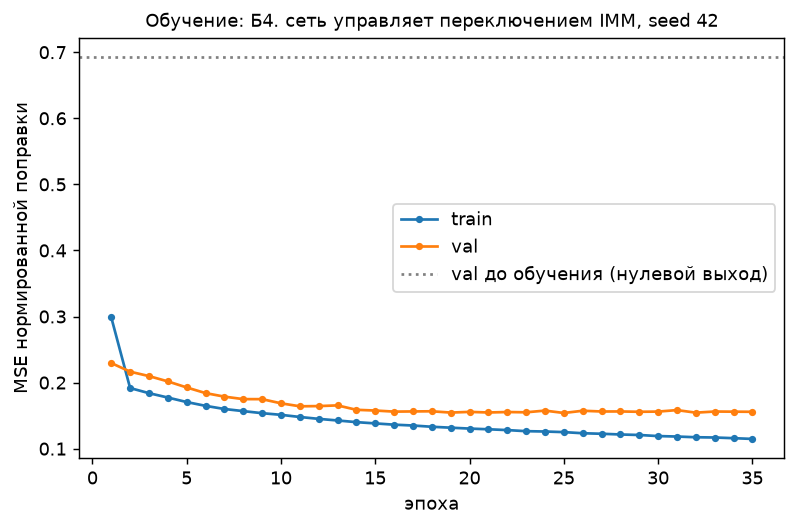 Обучение: Б4. сеть управляет переключением IMM, seed 42
MSE нормированной поправки
0.7
0.6
0.5
0.4
0.3
0.2
0.1
train
val
val до обучения (нулевой выход)
0
5
10
15
20
25
30
35
эпоха